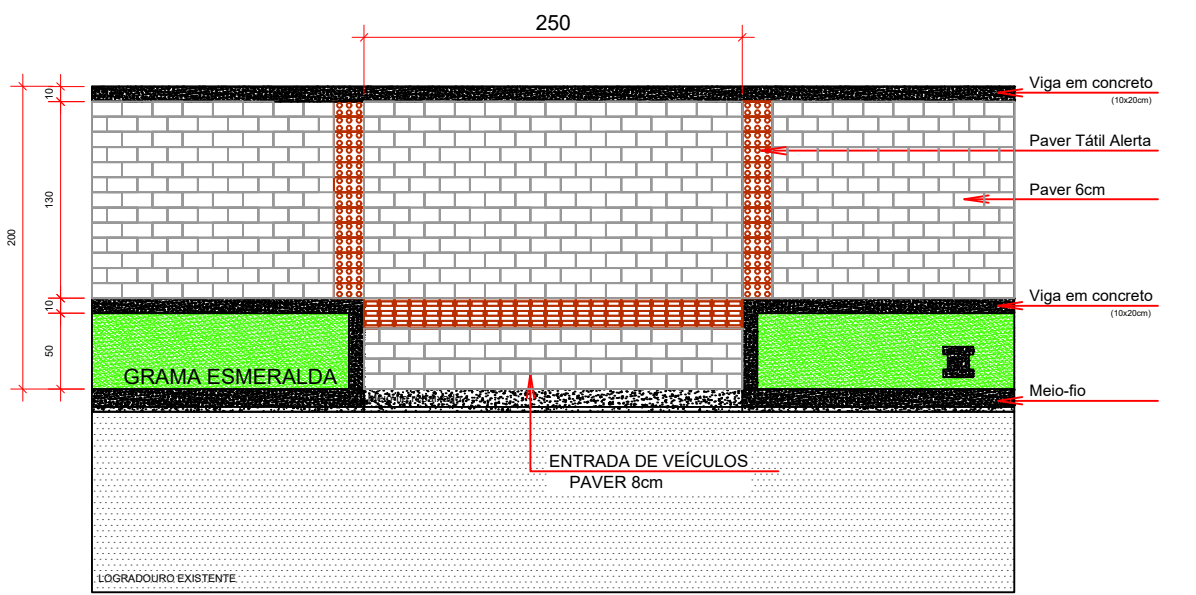 250
Viga em concreto
(10x20cm)
Paver Tátil Alerta
Paver 6cm
10
130
200
10
50
Viga em concreto
(10x20cm)
GRAMA ESMERALDA
Meio-fio
ENTRADA DE VEÍCULOS
PAVER 8cm
LOGRADOURO EXISTENTE